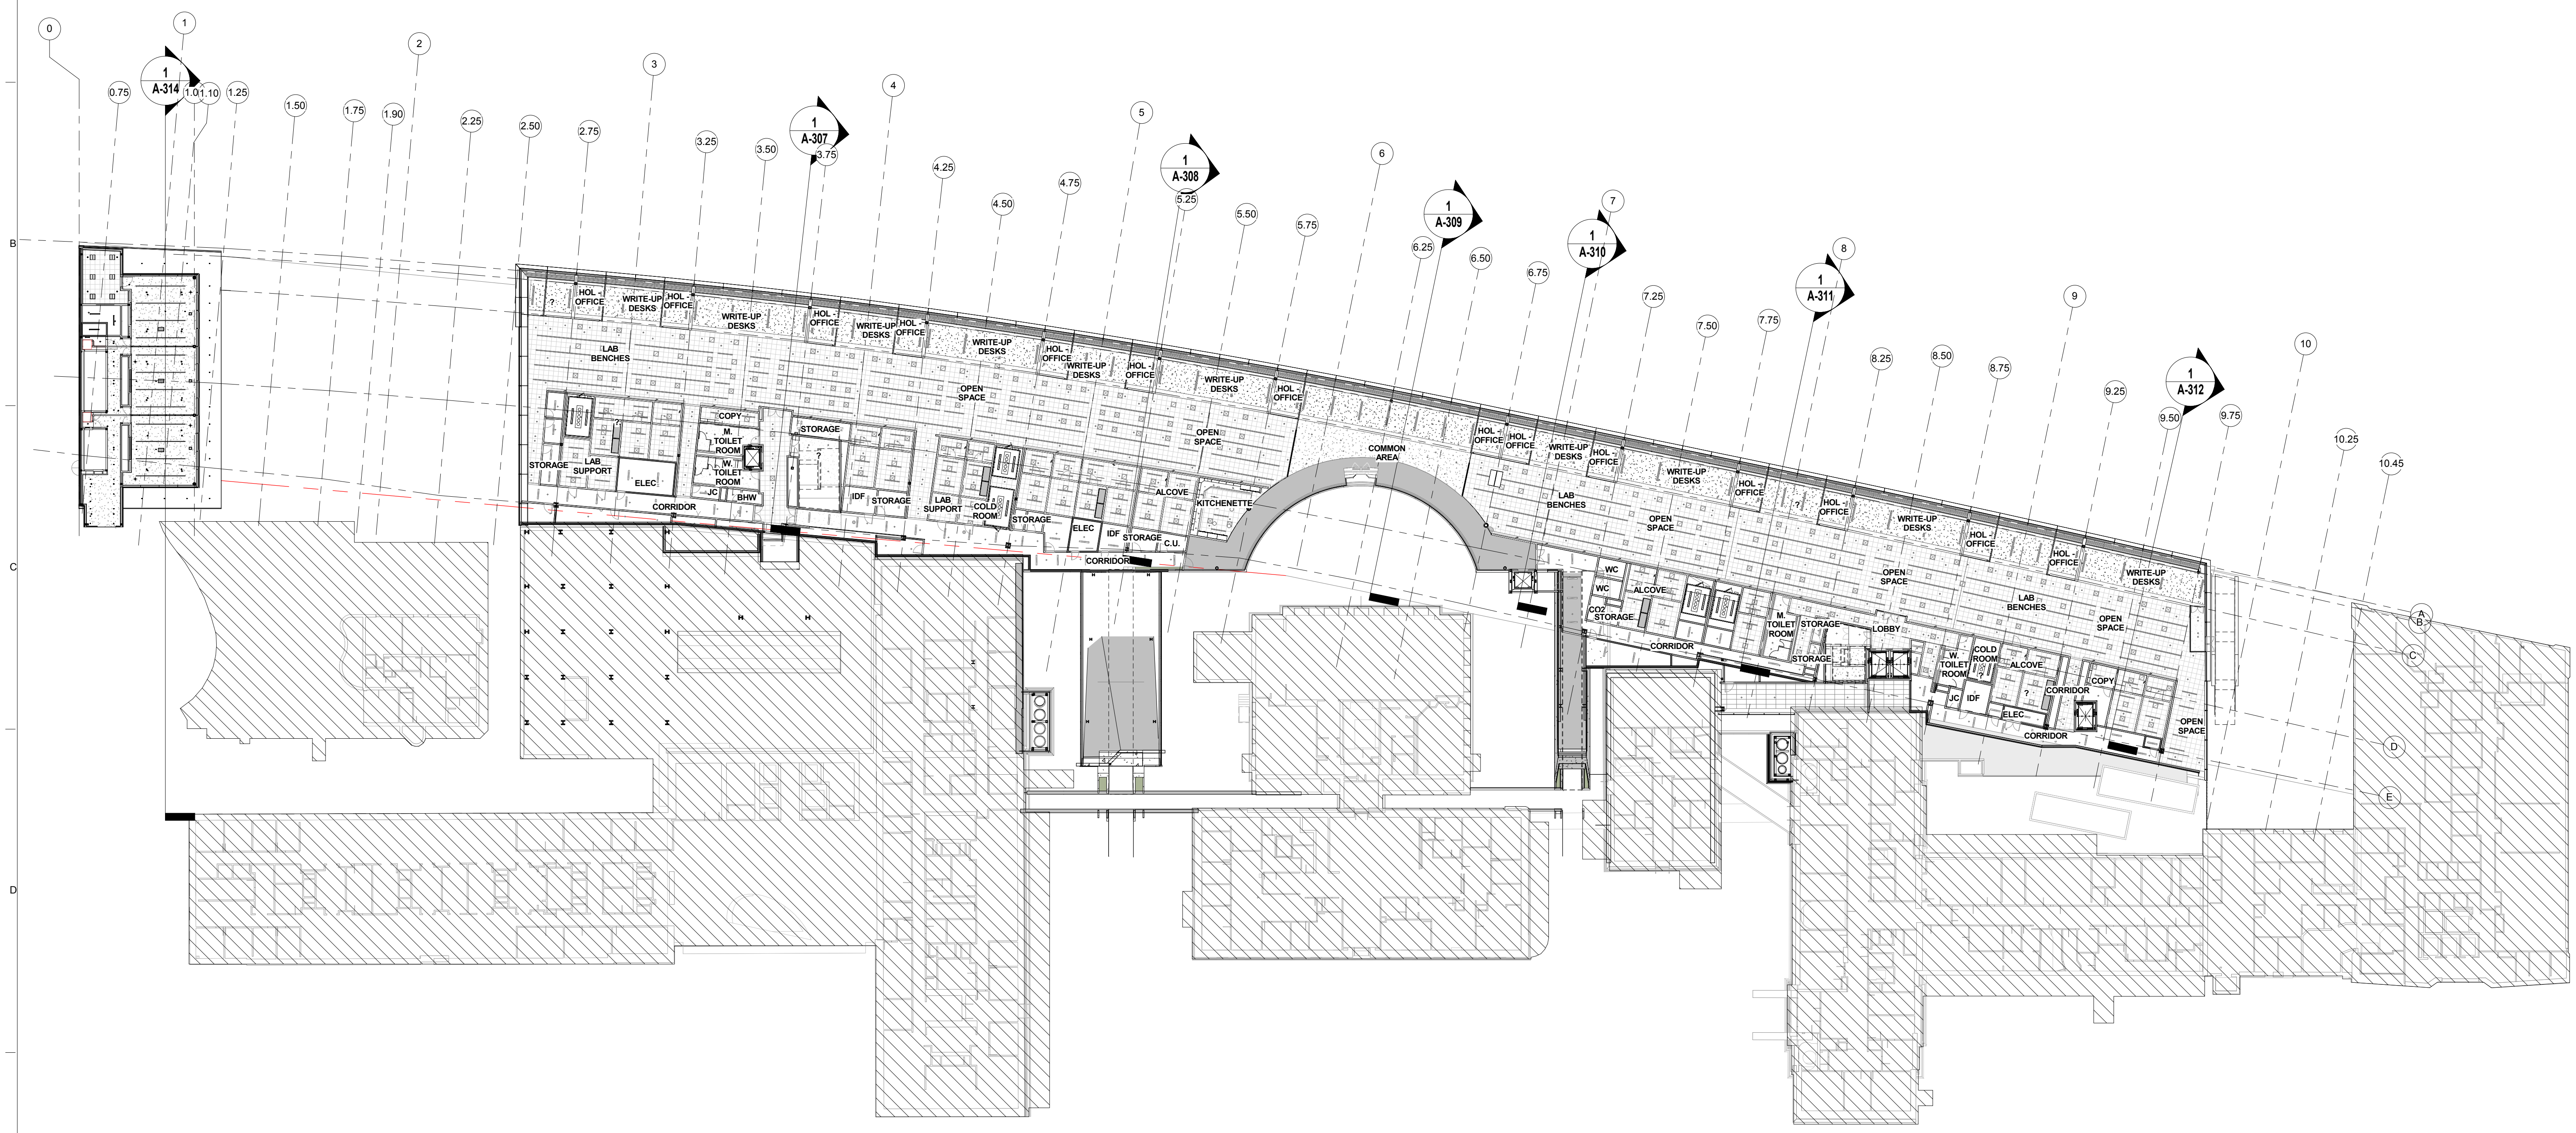 0
1
2
3
4
5
6
7
8
9
10
0.75
1.10
1.25
1.50
1.75
1.90
2.25
2.50
2.75
3.25
3.50
3.75
4.25
4.50
4.75
5.25
5.50
5.75
6.25
6.50
6.75
7.25
7.50
7.75
8.25
8.50
8.75
9.25
9.50
9.75
10.25
10.45
1
A-314
1
A-307
1
A-308
1
A-309
1
A-310
1
A-311
1
A-312
B
C
D
A
B
C
D
E
?
HOL -
OFFICE
WRITE-UP
DESKS
HOL -
OFFICE
WRITE-UP
DESKS
HOL -
OFFICE
WRITE-UP
DESKS
HOL -
OFFICE
WRITE-UP
DESKS
HOL -
OFFICE
WRITE-UP
DESKS
HOL -
OFFICE
WRITE-UP
DESKS
HOL -
OFFICE
LAB
BENCHES
OPEN
SPACE
OPEN
SPACE
COMMON
AREA
COPY
M.
TOILET
ROOM
W.
TOILET
ROOM
JC
BHW
STORAGE
?
?
STORAGE
LAB
SUPPORT
ELEC
CORRIDOR
IDF
STORAGE
LAB
SUPPORT
COLD
ROOM
STORAGE
ELEC
IDF
STORAGE
C.U.
ALCOVE
KITCHENETTE
CORRIDOR
HOL -
OFFICE
HOL -
OFFICE
WRITE-UP
DESKS
HOL -
OFFICE
WRITE-UP
DESKS
HOL -
OFFICE
?
HOL -
OFFICE
WRITE-UP
DESKS
HOL -
OFFICE
HOL -
OFFICE
WRITE-UP
DESKS
LAB
BENCHES
OPEN
SPACE
OPEN
SPACE
LAB
BENCHES
OPEN
SPACE
OPEN
SPACE
WC
WC
CO2
STORAGE
ALCOVE
CORRIDOR
M.
TOILET
ROOM
STORAGE
STORAGE
LOBBY
W.
TOILET
ROOM
COLD
ROOM
?
JC
IDF
ALCOVE
?
ELEC
CORRIDOR
COPY
CORRIDOR